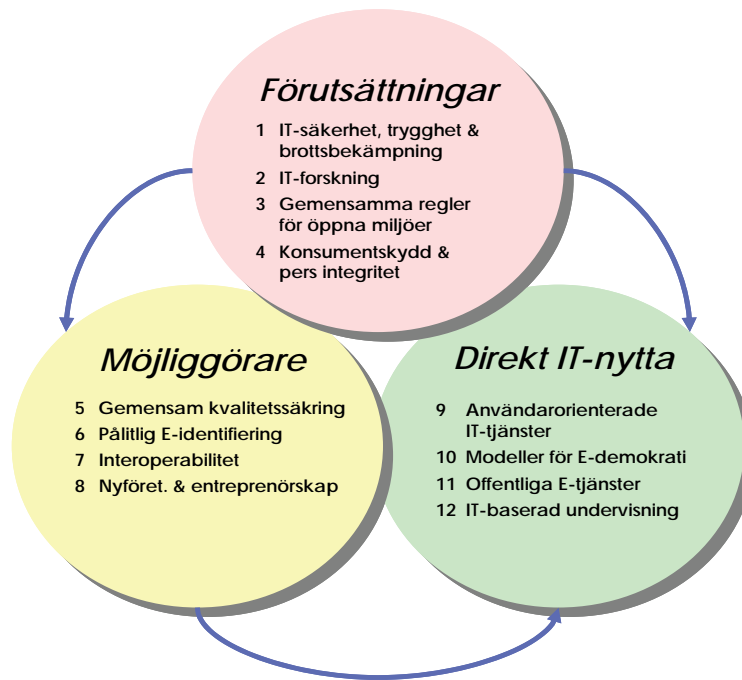 Förutsättningar
1 IT-säkerhet, trygghet &
brottsbekämpning
2 IT-forskning
3 Gemensamma regler
för öppna miljöer
4 Konsumentskydd &
pers integritet
Möjliggörare
5 Gemensam kvalitetssäkring
6 Pålitlig E-identifiering
7 Interoperabilitet
8 Nyföret. & entreprenörskap
Direkt IT-nytta
9 Användarorienterade
IT-tjänster
10 Modeller för E-demokrati
11 Offentliga E-tjänster
12 IT-baserad undervisning